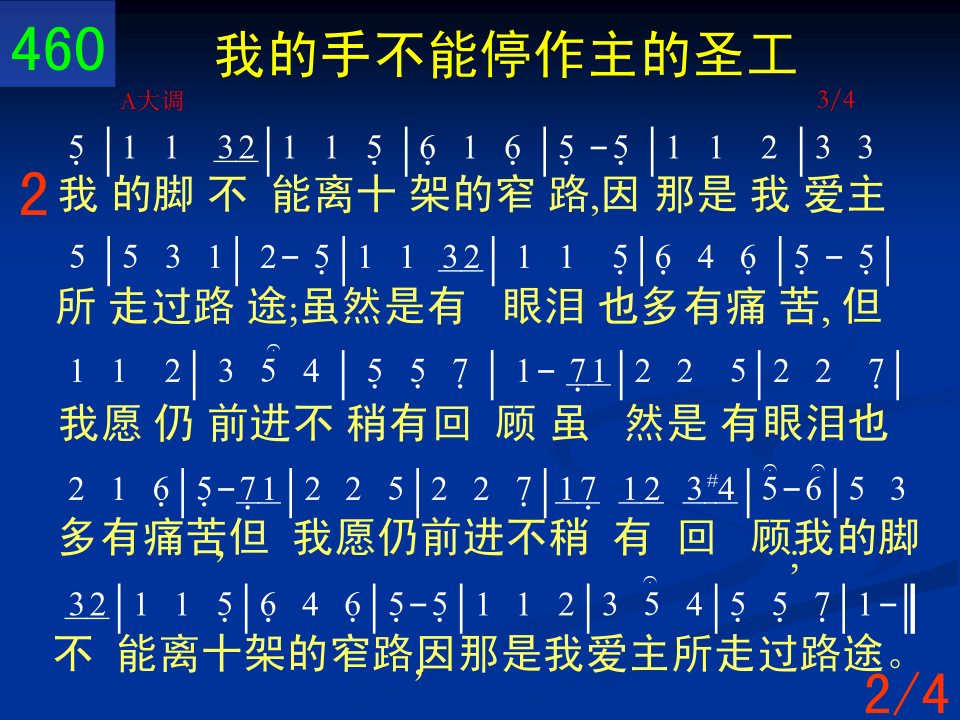 460
我的手不能停作主的圣工
A大调 3/4
5̣ | 1 1 32 | 1 1 5̣ | 6̣ 1 6̣ | 5̣ - 5̣ | 1 1 2 | 3 3
2 我的脚不能离十架的窄路,因那是我爱主
5 | 5 3 1 | 2 - 5̣ | 1 1 32 | 1 1 5̣ | 6̣ 4 6̣ | 5̣ - 5̣ |
所走过路途;虽然是有眼泪也多有痛苦,但
1 1 2 | 3 5 4 | 5̣ 5̣ 7̣ | 1 - 7̣1 | 2 2 5 | 2 2 7̣ |
我愿仍前进不稍有回顾虽然是有眼泪也
2 1 6̣ | 5̣ - 7̣1 | 2 2 5 | 2 2 7̣ | 17̣ 12 3#4 | 5 - 6 | 5 3
多有痛苦,但我愿仍前进不稍有回顾;我的脚
32 | 1 1 5̣ | 6̣ 4 6̣ | 5̣ - 5̣ | 1 1 2 | 3 5 4 | 5̣ 5̣ 7̣ | 1 - ‖
不能离十架的窄路,因那是我爱主所走过路途。
2/4